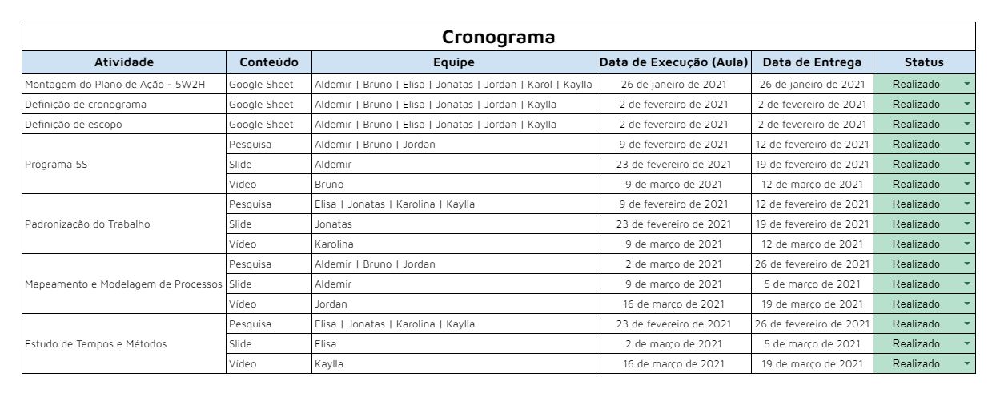 Cronograma
Atividade Conteúdo Equipe Data de Execução (Aula) Data de Entrega Status
Montagem do Plano de Ação - 5W2H Google Sheet Aldemir | Bruno | Elisa | Jonatas | Jordan | Karol | Kaylla 26 de janeiro de 2021 26 de janeiro de 2021 Realizado
Definição de cronograma Google Sheet Aldemir | Bruno | Elisa | Jonatas | Jordan | Kaylla 2 de fevereiro de 2021 2 de fevereiro de 2021 Realizado
Definição de escopo Google Sheet Aldemir | Bruno | Elisa | Jonatas | Jordan | Kaylla 2 de fevereiro de 2021 2 de fevereiro de 2021 Realizado
Pesquisa Aldemir | Bruno | Jordan 9 de fevereiro de 2021 12 de fevereiro de 2021 Realizado
Programa 5S Slide Aldemir 23 de fevereiro de 2021 19 de fevereiro de 2021 Realizado
Vídeo Bruno 9 de março de 2021 12 de março de 2021 Realizado
Pesquisa Elisa | Jonatas | Karolina | Kaylla 9 de fevereiro de 2021 12 de fevereiro de 2021 Realizado
Padronização do Trabalho Slide Jonatas 23 de fevereiro de 2021 19 de fevereiro de 2021 Realizado
Vídeo Karolina 9 de março de 2021 12 de março de 2021 Realizado
Pesquisa Aldemir | Bruno | Jordan 2 de março de 2021 26 de fevereiro de 2021 Realizado
Mapeamento e Modelagem de Processos Slide Aldemir 9 de março de 2021 5 de março de 2021 Realizado
Vídeo Jordan 16 de março de 2021 19 de março de 2021 Realizado
Pesquisa Elisa | Jonatas | Karolina | Kaylla 23 de fevereiro de 2021 26 de fevereiro de 2021 Realizado
Estudo de Tempos e Métodos Slide Elisa 2 de março de 2021 5 de março de 2021 Realizado
Vídeo Kaylla 16 de março de 2021 19 de março de 2021 Realizado